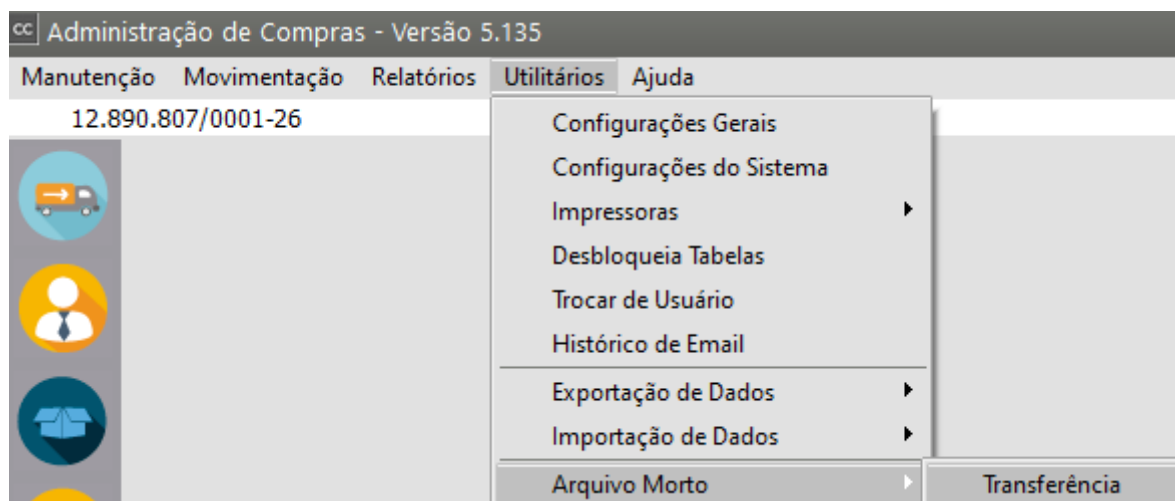 cc Administração de Compras - Versão 5.135
Manutenção Movimentação Relatórios Utilitários Ajuda
12.890.807/0001-26
Configurações Gerais
Configurações do Sistema
Impressoras
Desbloqueia Tabelas
Trocar de Usuário
Histórico de Email
Exportação de Dados
Importação de Dados
Arquivo Morto Transferência